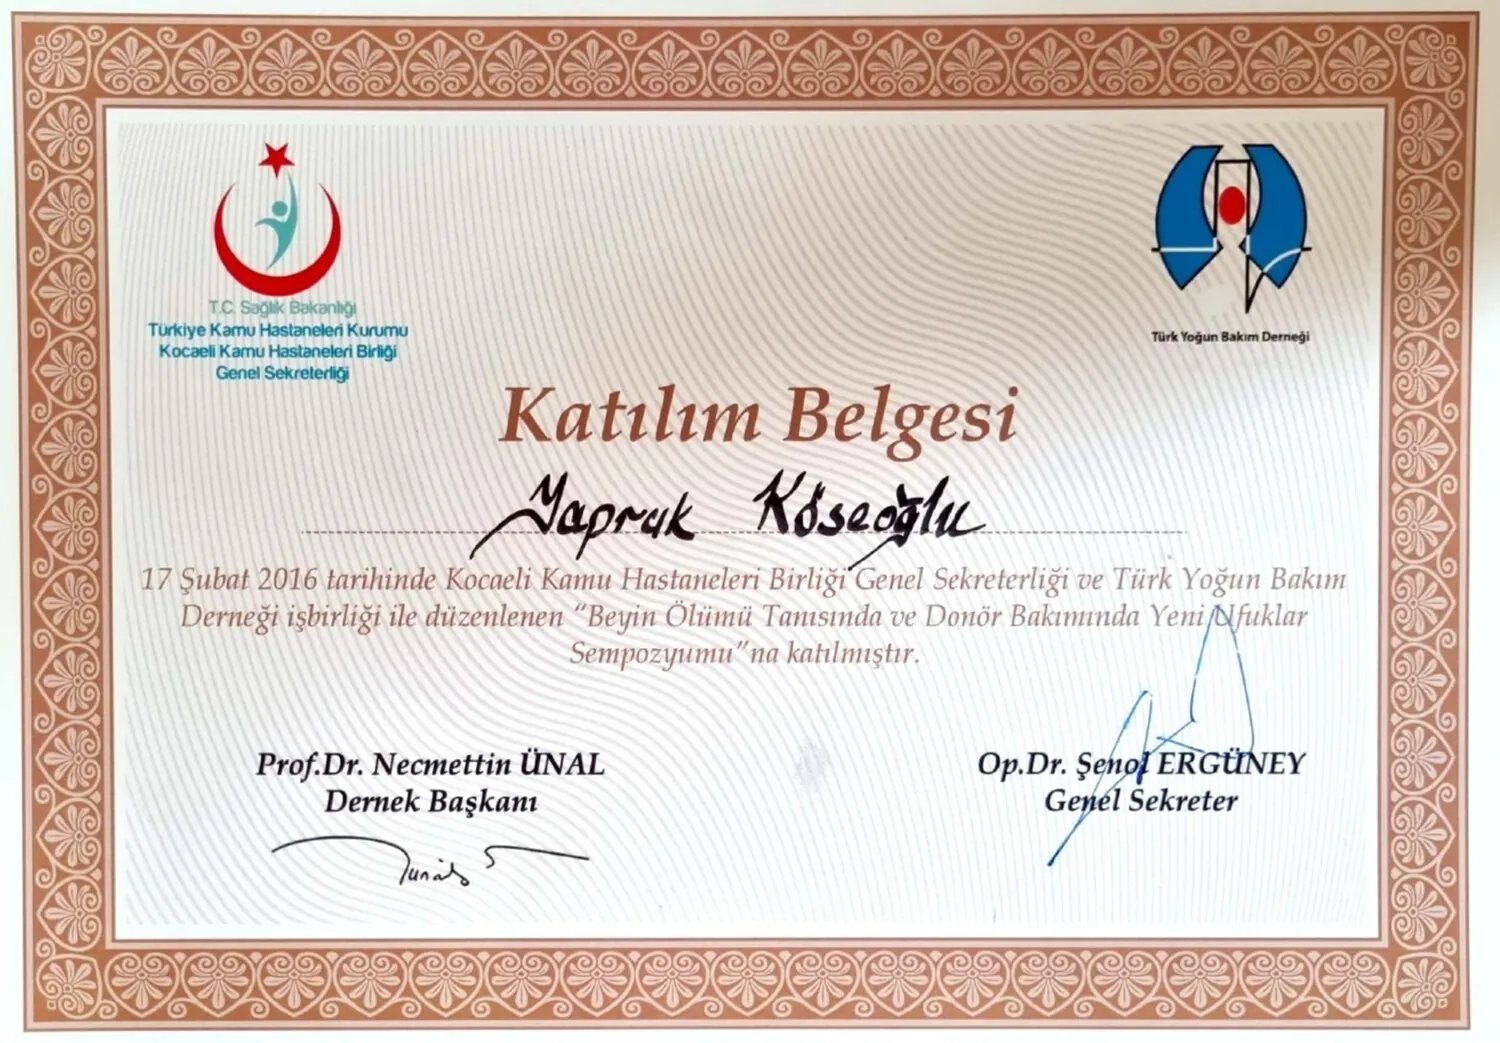 T.C. Sağlık Bakanlığı
Türkiye Kamu Hastaneleri Kurumu
Kocaeli Kamu Hastaneleri Birliği
Genel Sekreterliği
Türk Yoğun Bakım Derneği
Katılım Belgesi
Yapruk Köseoğlu
17 Şubat 2016 tarihinde Kocaeli Kamu Hastaneleri Birliği Genel Sekreterliği ve Türk Yoğun Bakım
Derneği işbirliği ile düzenlenen “Beyin Ölümü Tanısında ve Donör Bakımında Yeni Ufuklar
Sempozyumu”na katılmıştır.
Prof.Dr. Necmettin ÜNAL
Dernek Başkanı
Op.Dr. Şenol ERGÜNEY
Genel Sekreter